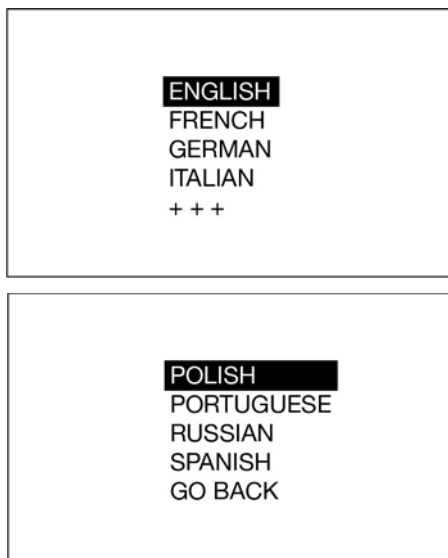 ENGLISH
FRENCH
GERMAN
ITALIAN
+ + +
POLISH
PORTUGUESE
RUSSIAN
SPANISH
GO BACK